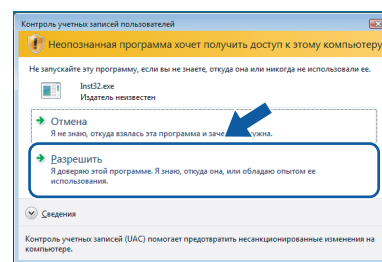 Контроль учетных записей пользователей
Неопознанная программа хочет получить доступ к этому компьютеру
Не запускайте эту программу, если вы не знаете, откуда она или никогда не использовали ее.
Inst32.exe
Издатель неизвестен
Отмена
Я не знаю, откуда взялась эта программа и заче нужна.
Разрешить
Я доверяю этой программе. Я знаю, откуда она, или обладаю опытом ее
использования.
Сведения
Контроль учетных записей (UAC) помогает предотвратить несанкционированные изменения на
компьютере.